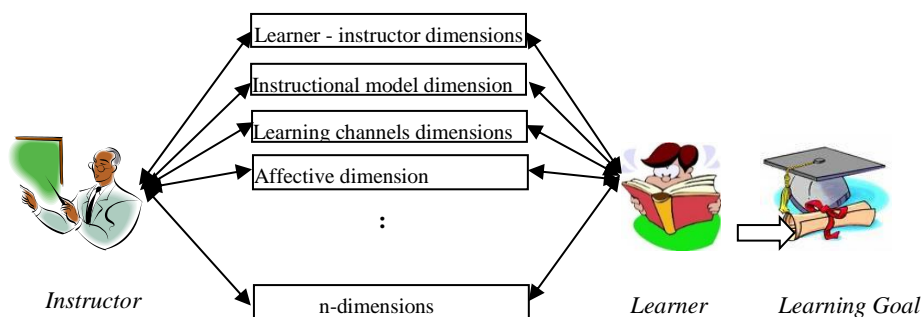 Learner - instructor dimensions
Instructional model dimension
Learning channels dimensions
Affective dimension
:
n-dimensions
Instructor
Learner
Learning Goal